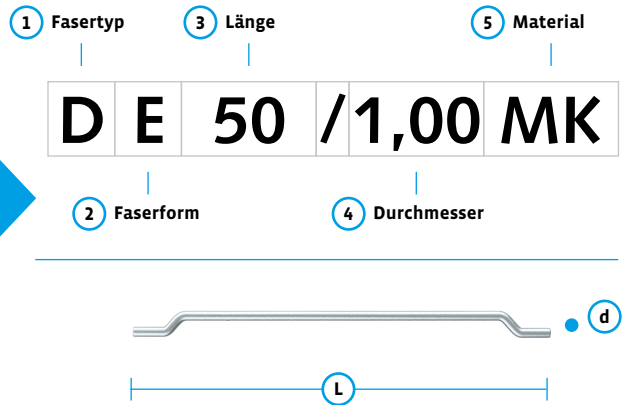 1 Fasertyp
3 Länge
5 Material
D E 50 /1,00 MK
2 Faserform
4 Durchmesser
d
L